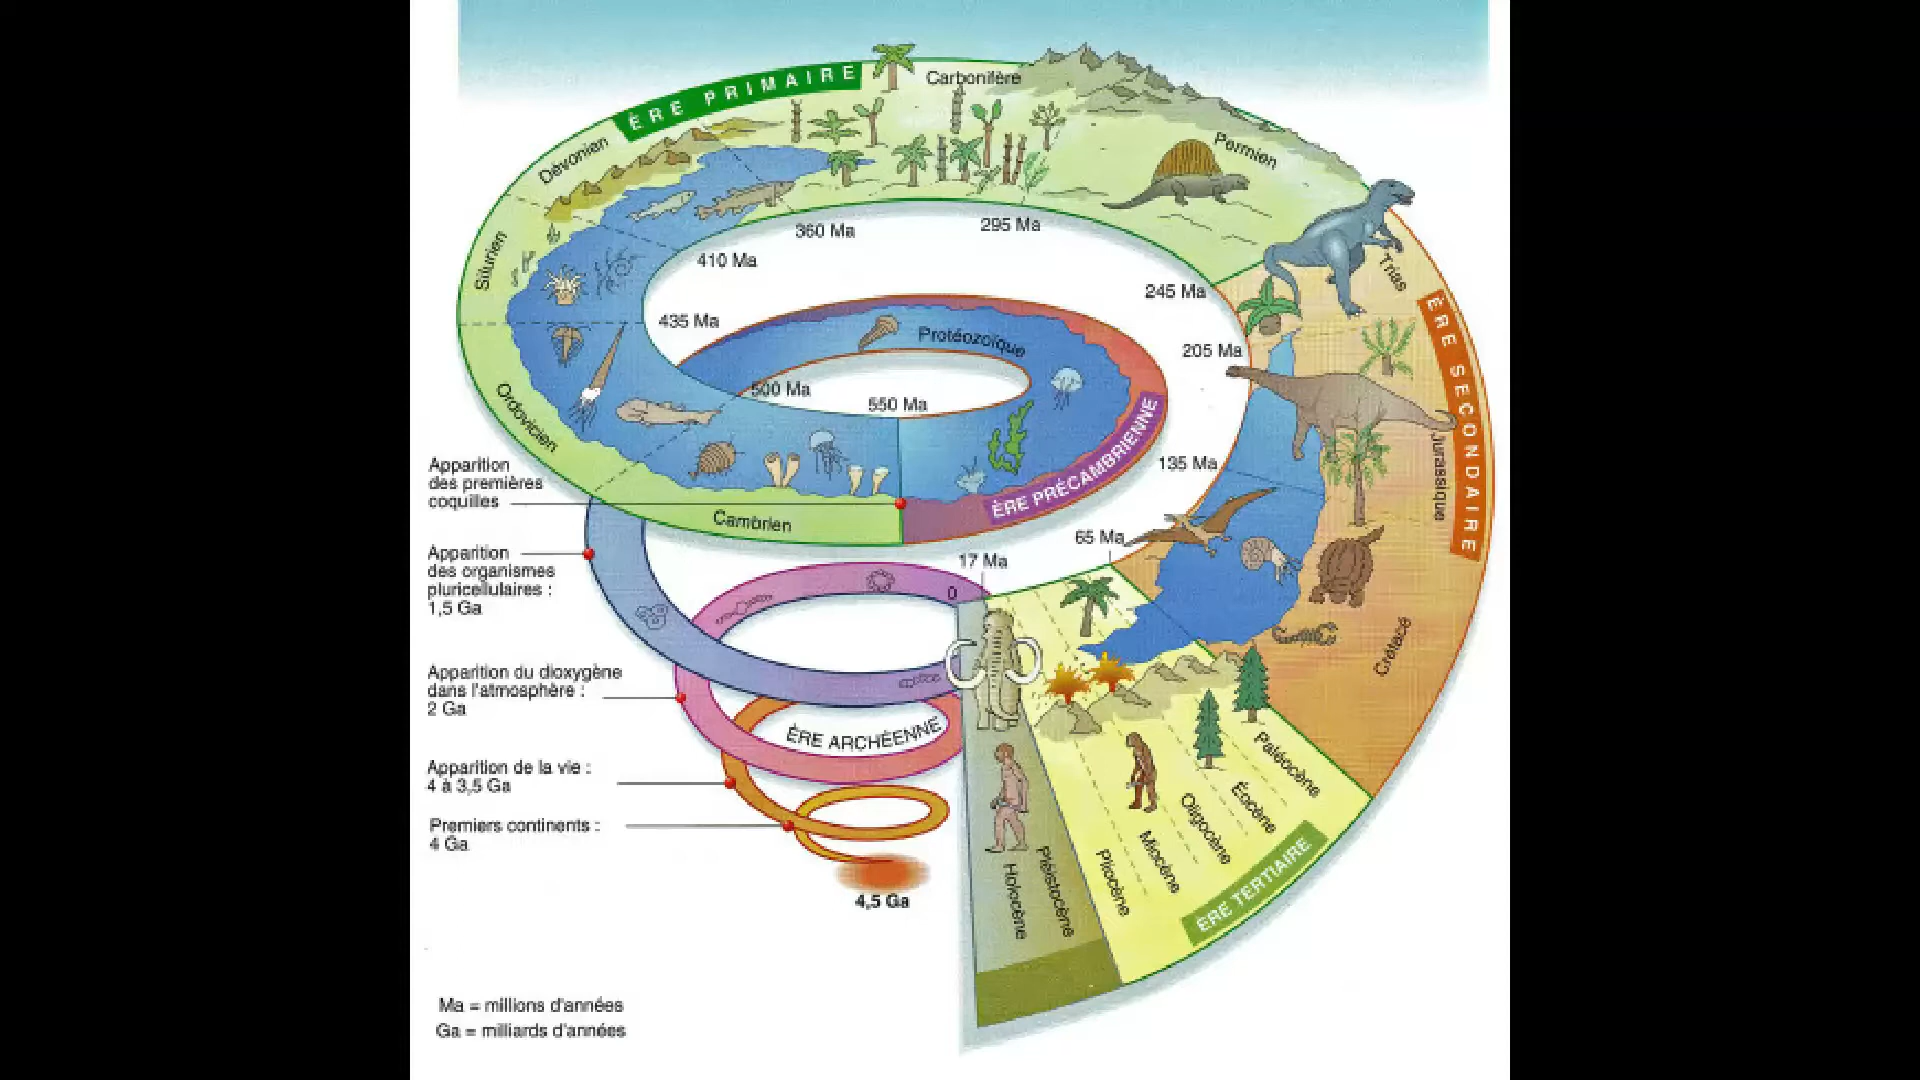 ÈRE PRIMAIRE
Carbonifère
Permien
Dévonien
Silurien
Ordovicien
Cambrien
360 Ma
295 Ma
410 Ma
435 Ma
245 Ma
205 Ma
500 Ma
550 Ma
135 Ma
65 Ma
17 Ma
0
Protéozoïque
ÈRE PRÉCAMBRIENNE
Trias
ÈRE SECONDAIRE
Jurassique
Crétacé
Apparition
des premières
coquilles
Apparition
des organismes
pluricellulaires :
1,5 Ga
Apparition du dioxygène
dans l'atmosphère :
2 Ga
Apparition de la vie :
4 à 3,5 Ga
Premiers continents :
4 Ga
ÈRE ARCHÉENNE
4,5 Ga
Paléocène
Éocène
Oligocène
Miocène
Pliocène
Pléistocène
Holocène
ÈRE TERTIAIRE
Ma = millions d'années
Ga = milliards d'années